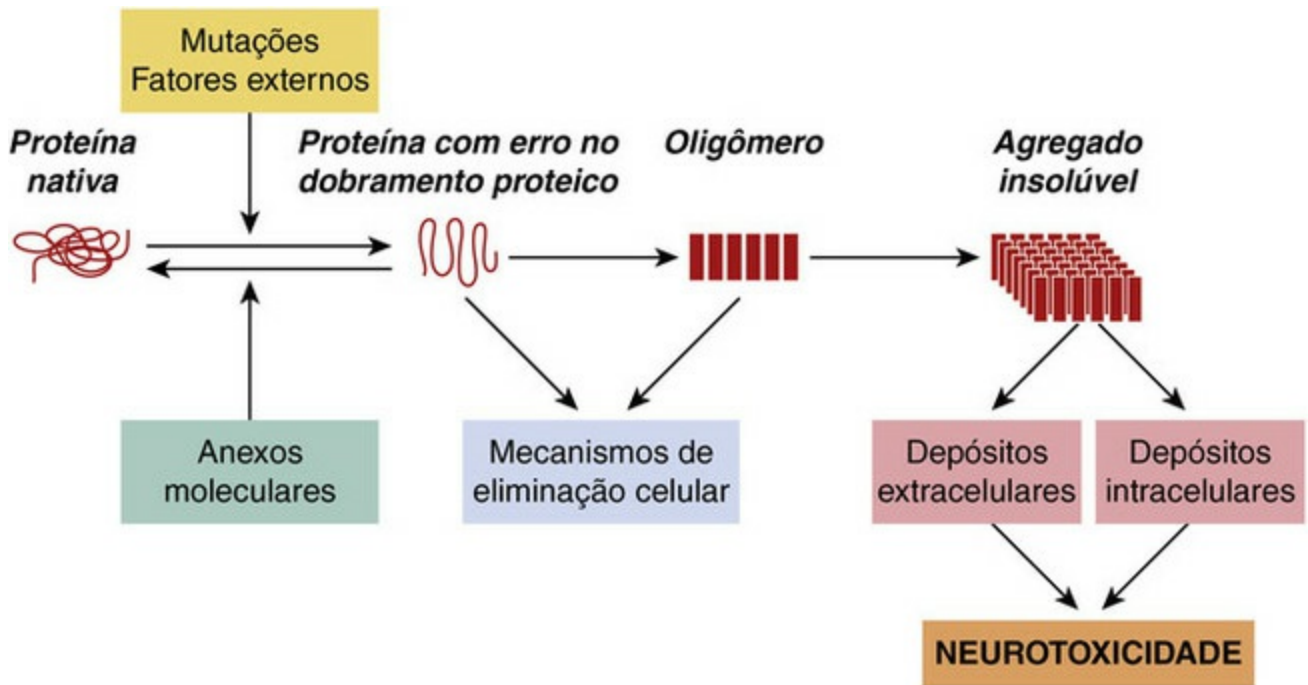 Mutações
Fatores externos
Proteína
nativa
Proteína com erro no
dobramento proteico
Oligômero
Agregado
insolúvel
Anexos
moleculares
Mecanismos de
eliminação celular
Depósitos
extracelulares
Depósitos
intracelulares
NEUROTOXICIDADE